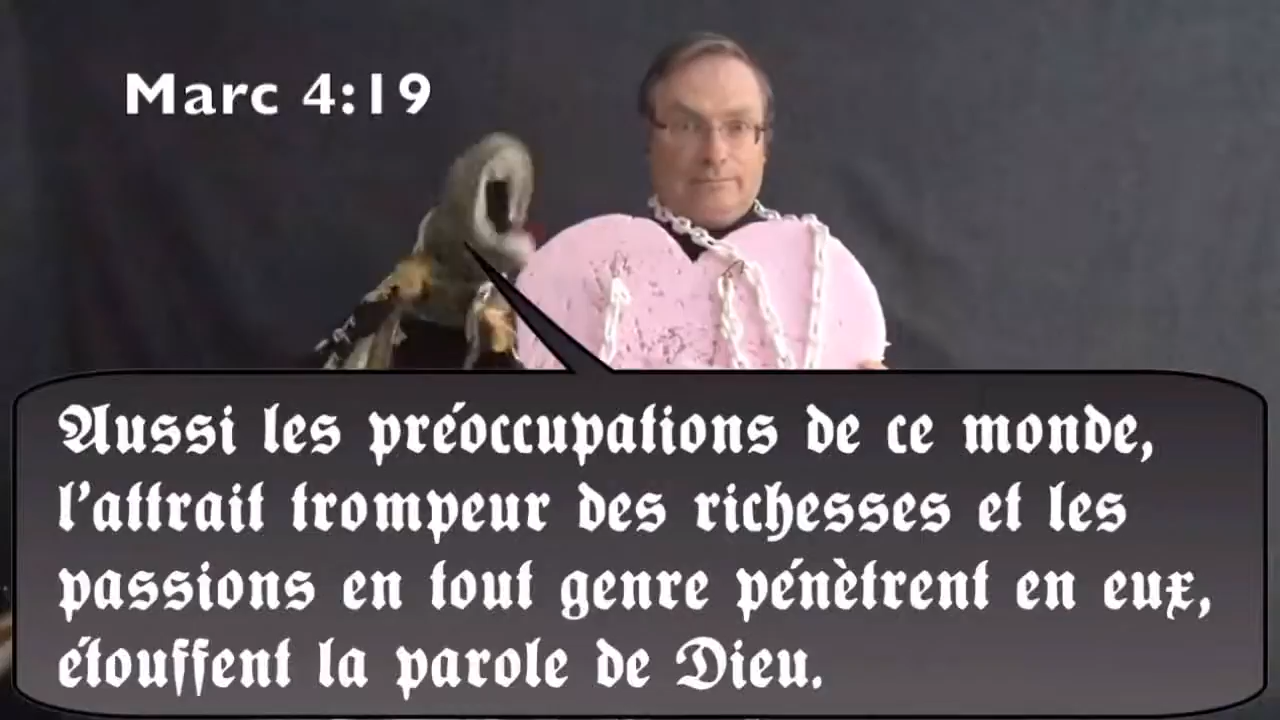 Marc 4:19
Aussi les préoccupations de ce monde,
l'attrait trompeur des richesses et les
passions en tout genre pénètrent en eux,
étouffent la parole de Dieu.